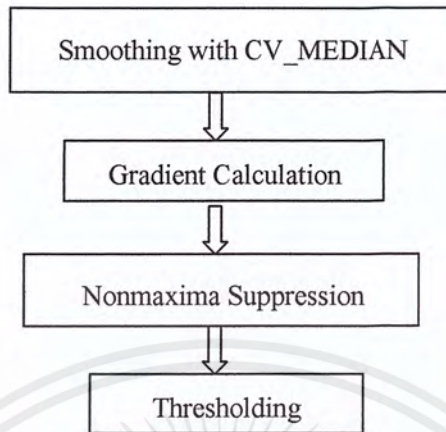 Smoothing with CV_MEDIAN
Gradient Calculation
Nonmaxima Suppression
Thresholding